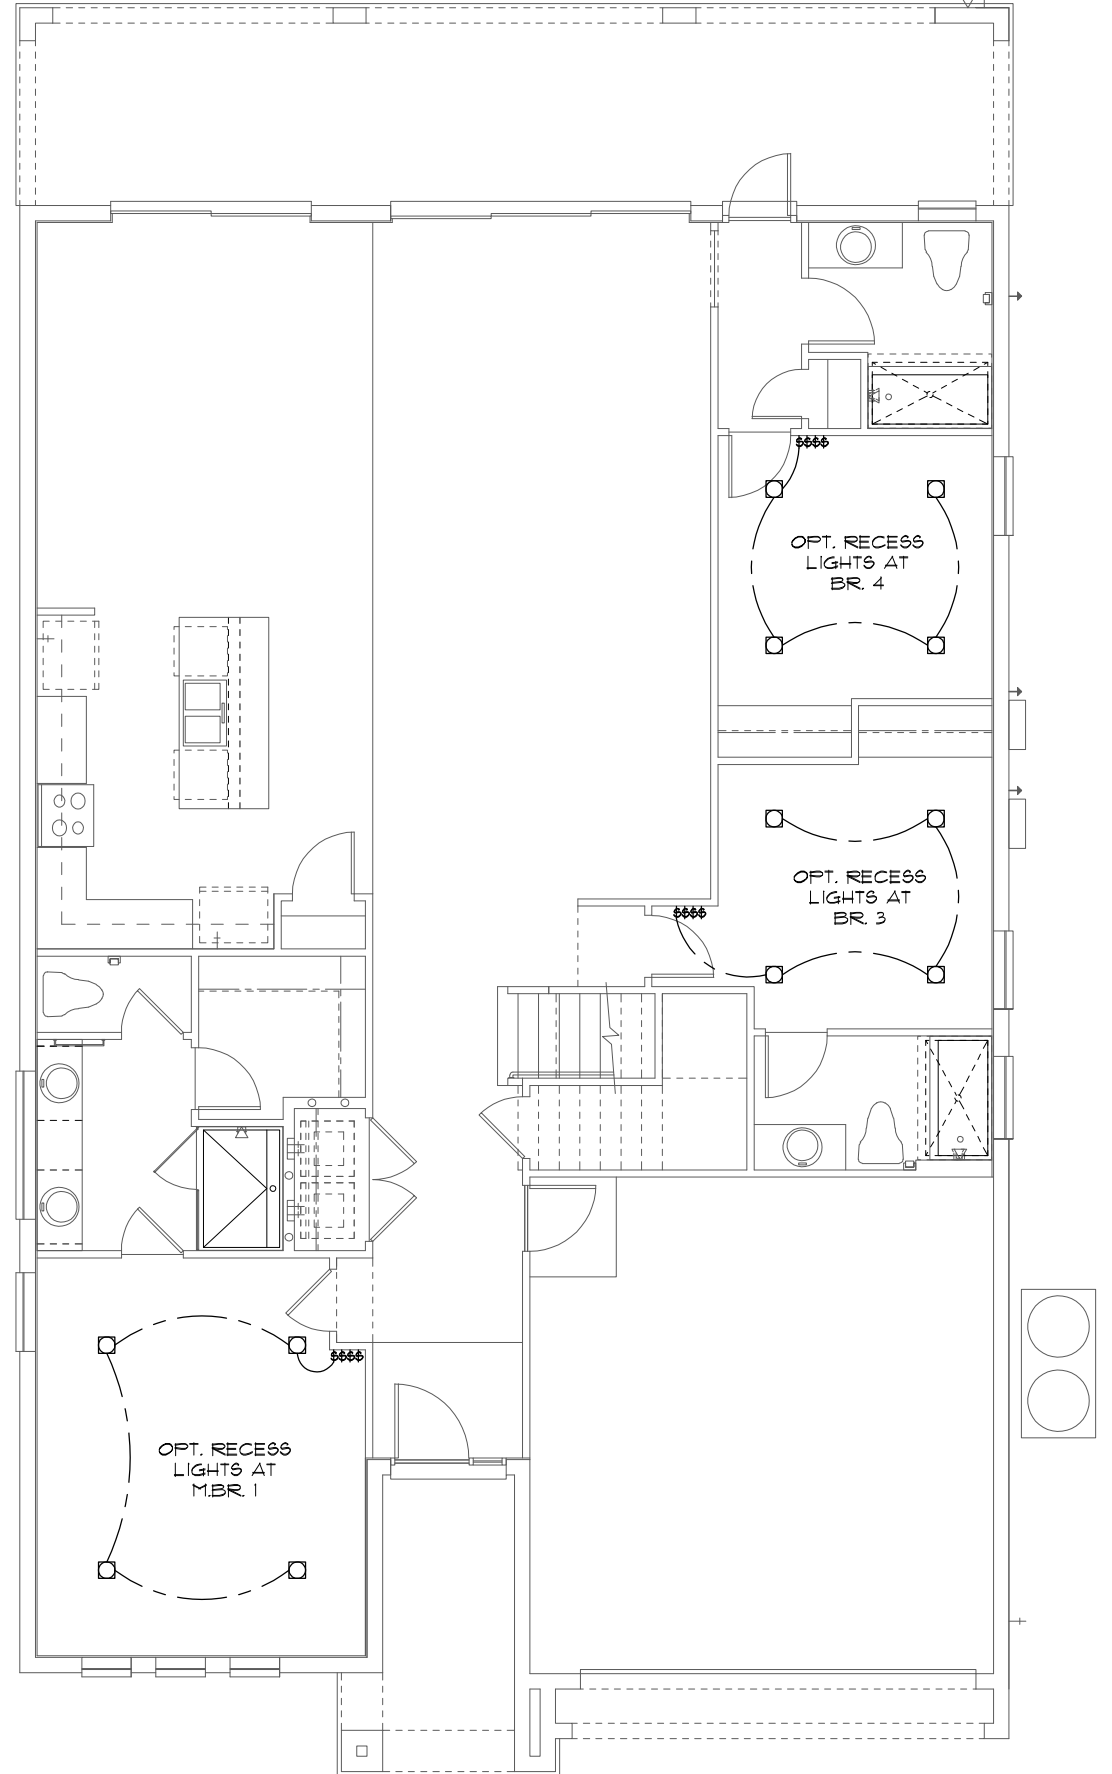 $$$$
OPT. RECESS
LIGHTS AT
BR. 4
OPT. RECESS
LIGHTS AT
BR. 3
$$$$
$$$$
OPT. RECESS
LIGHTS AT
M.BR. 1